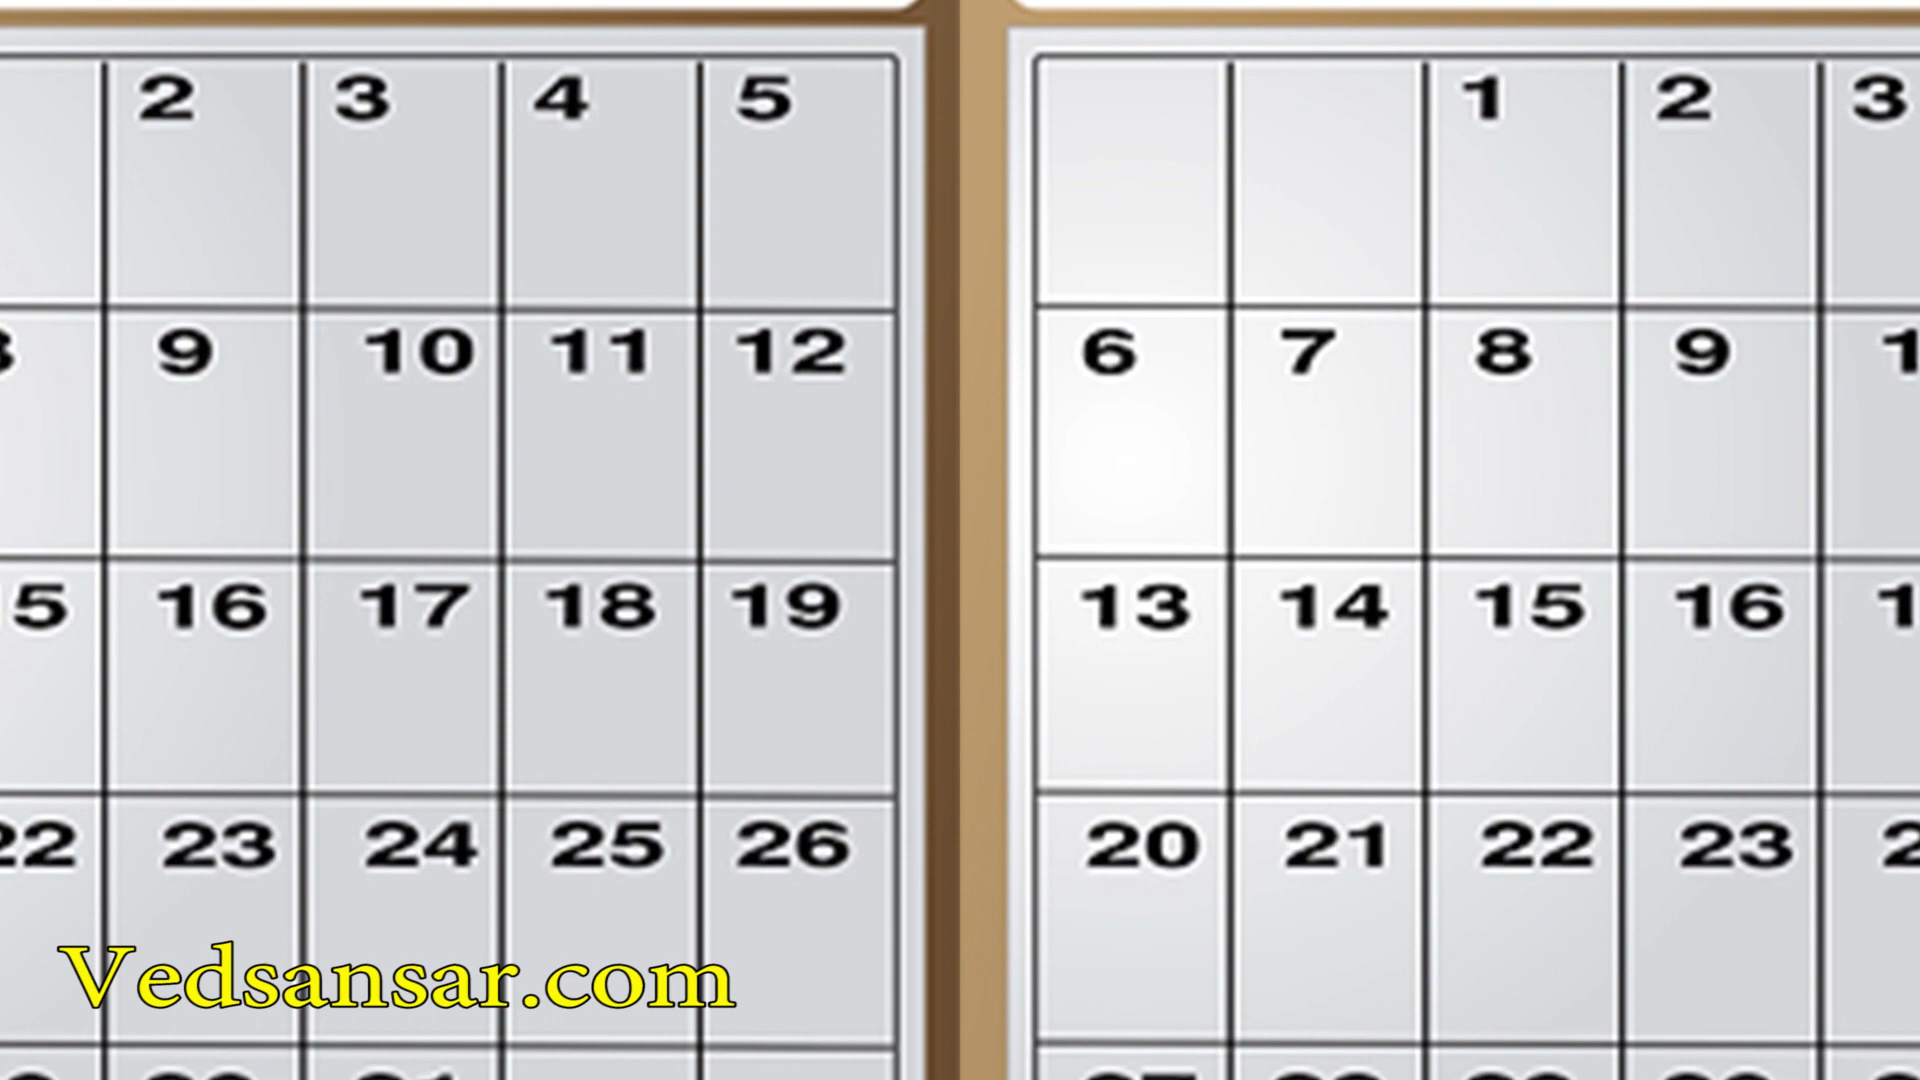 2 3 4 5
9 10 11 12
16 17 18 19
22 23 24 25 26
1 2 3
6 7 8 9
13 14 15 16
20 21 22 23
Vedsansar.com